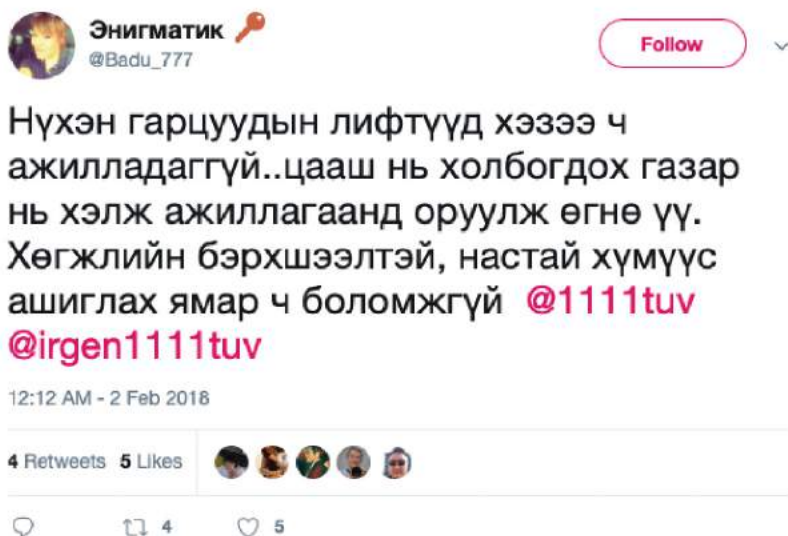 Энигматик
@Badu_777
Follow
Нүхэн гарцуудын лифтүүд хэзээ ч
ажилладаггүй..цааш нь холбогдох газар
нь хэлж ажиллагаанд оруулж өгнө үү.
Хөгжлийн бэрхшээлтэй, настай хүмүүс
ашиглах ямар ч боломжгүй @1111tuv
@irgen1111tuv
12:12 AM - 2 Feb 2018
4 Retweets 5 Likes
4 5